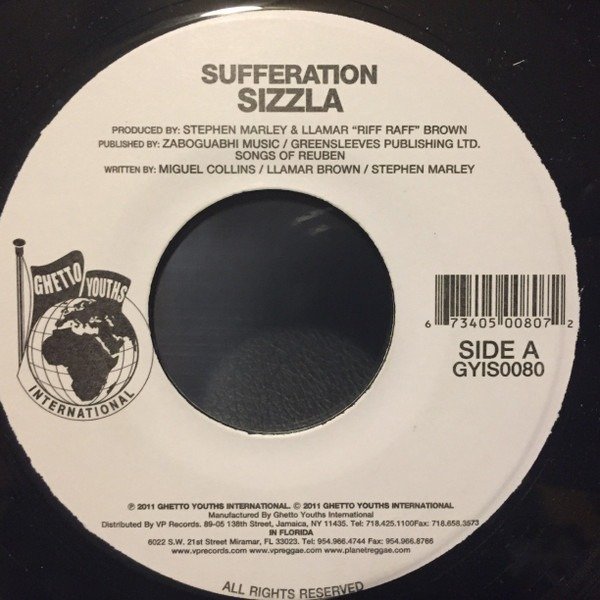 SUFFERATION
SIZZLA
PRODUCED BY: STEPHEN MARLEY & LLAMAR "RIFF RAFF" BROWN
PUBLISHED BY: ZABOGUABHI MUSIC / GREENSLEEVES PUBLISHING LTD.
SONGS OF REUBEN
WRITTEN BY: MIGUEL COLLINS / LLAMAR BROWN / STEPHEN MARLEY
GHETTO YOUTHS
INTERNATIONAL
6 73405 00807 2
SIDE A
GYIS0080
℗ 2011 GHETTO YOUTHS INTERNATIONAL. © 2011 GHETTO YOUTHS INTERNATIONAL.
Manufactured By Ghetto Youths International
Distributed By VP Records. 89-05 138th Street, Jamaica, NY 11435. Tel: 718.425.1100Fax: 718.658.3573
IN FLORIDA
6022 S.W. 21st Street Miramar, FL 33023. Tel: 954.966.4744 Fax: 954.966.8766
www.vprecords.com www.vpreggae.com www.planetreggae.com
ALL RIGHTS RESERVED